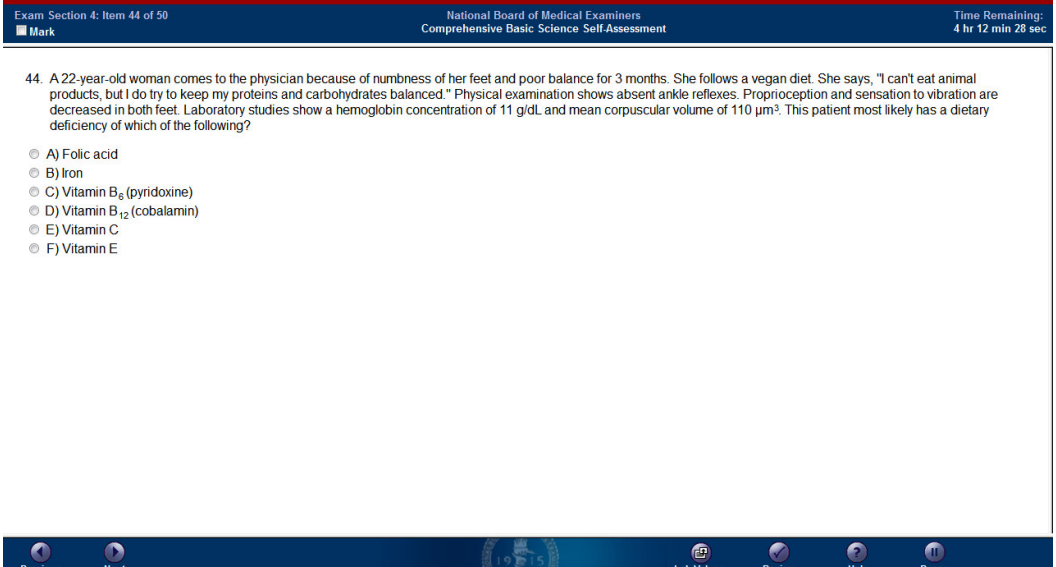 Exam Section 4: Item 44 of 50
National Board of Medical Examiners
Time Remaining:
Mark
Comprehensive Basic Science Self-Assessment
4 hr 12 min 28 sec
44. A 22-year-old woman comes to the physician because of numbness of her feet and poor balance for 3 months. She follows a vegan diet. She says, "I can't eat animal
products, but I do try to keep my proteins and carbohydrates balanced." Physical examination shows absent ankle reflexes. Proprioception and sensation to vibration are
decreased in both feet. Laboratory studies show a hemoglobin concentration of 11 g/dL and mean corpuscular volume of 110 μm³. This patient most likely has a dietary
deficiency of which of the following?
A) Folic acid
B) Iron
C) Vitamin B₆ (pyridoxine)
D) Vitamin B₁₂ (cobalamin)
E) Vitamin C
F) Vitamin E
1915